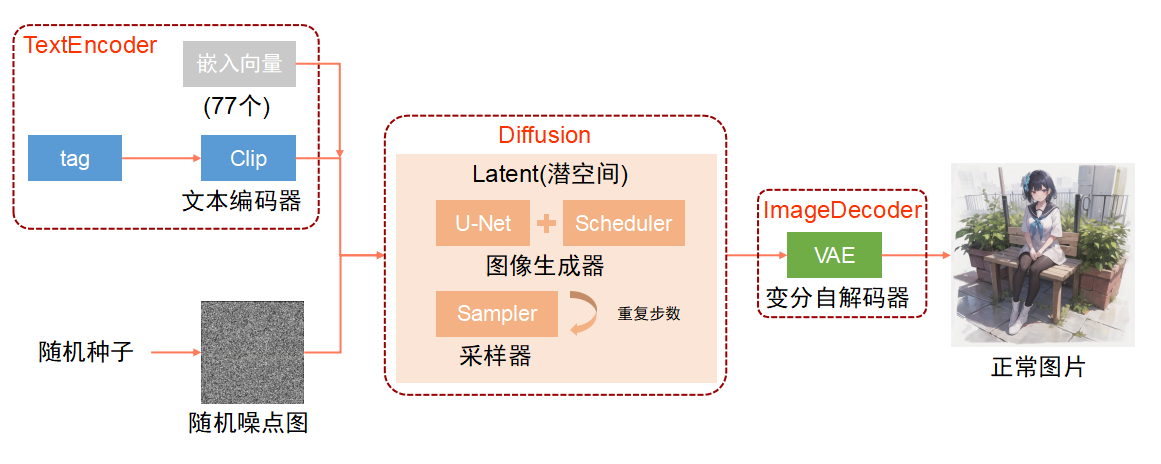 TextEncoder
嵌入向量
(77个)
tag
Clip
文本编码器
随机种子
随机噪点图
Diffusion
Latent(潜空间)
U-Net
Scheduler
图像生成器
Sampler
重复步数
采样器
ImageDecoder
VAE
变分自解码器
正常图片